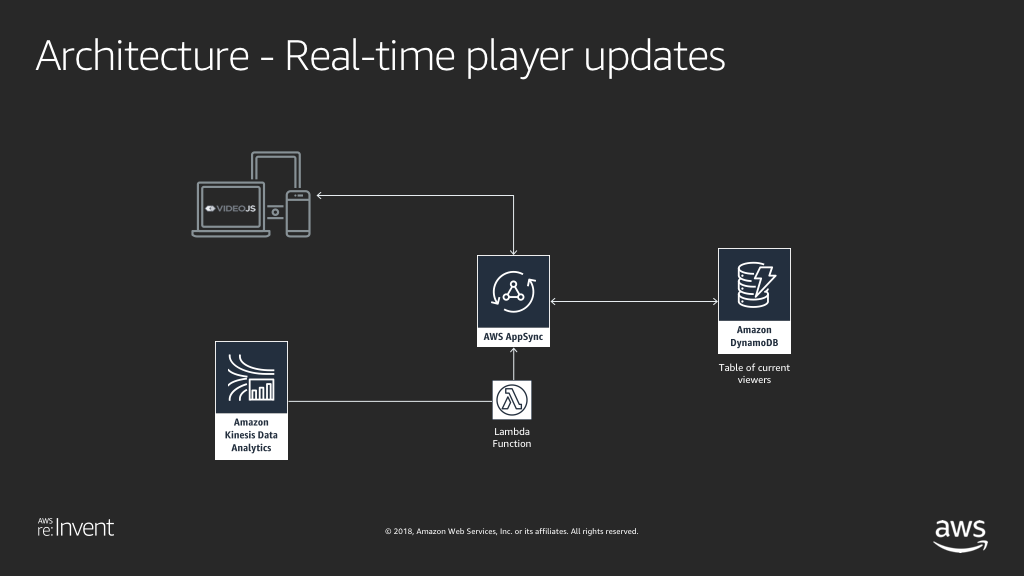 Architecture - Real-time player updates
VIDEOJS
AWS AppSync
Amazon
DynamoDB
Table of current
viewers
Amazon
Kinesis Data
Analytics
Lambda
Function
AWS
re:Invent
© 2018, Amazon Web Services, Inc. or its affiliates. All rights reserved.
aws